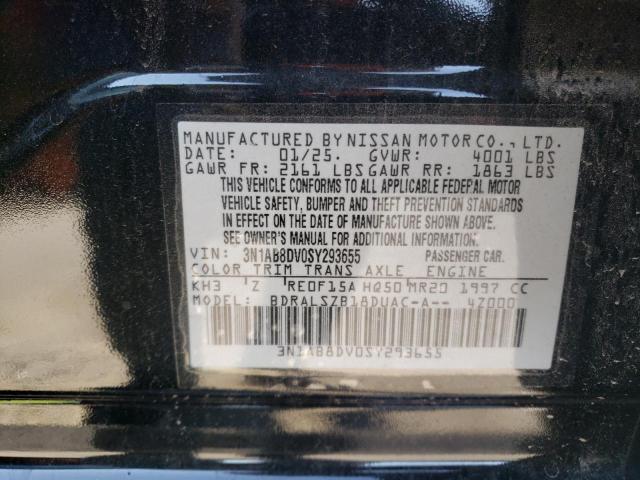 MANUFACTURED BY NISSAN MOTOR CO., LTD.
DATE: 01/25. GVWR: 4001 LBS
GAWR FR: 2161 LBS GAWR RR: 1863 LBS
THIS VEHICLE CONFORMS TO ALL APPLICABLE FEDERAL MOTOR
VEHICLE SAFETY, BUMPER AND THEFT PREVENTION STANDARDS
IN EFFECT ON THE DATE OF MANUFACTURE SHOWN ABOVE.
SEE OWNER'S MANUAL FOR ADDITIONAL INFORMATION.
VIN: 3N1AB8DV0SY293655 PASSENGER CAR.
COLOR TRIM TRANS AXLE ENGINE
KH3 Z RE0F15A HQ50 MR20 1997 CC
MODEL: BDRALSZB18DUAC-A-- 4Z000
3N1AB8DV0SY293655